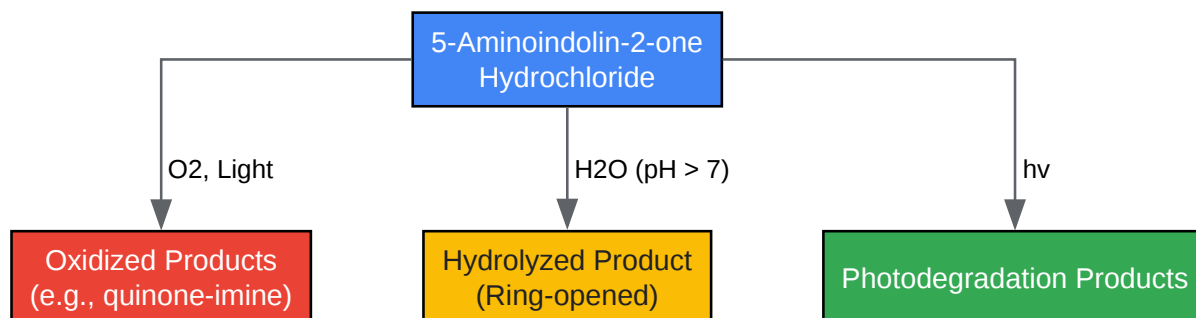 5-Aminoindolin-2-one
Hydrochloride
O2, Light
H2O (pH > 7)
hv
Oxidized Products
(e.g., quinone-imine)
Hydrolyzed Product
(Ring-opened)
Photodegradation Products